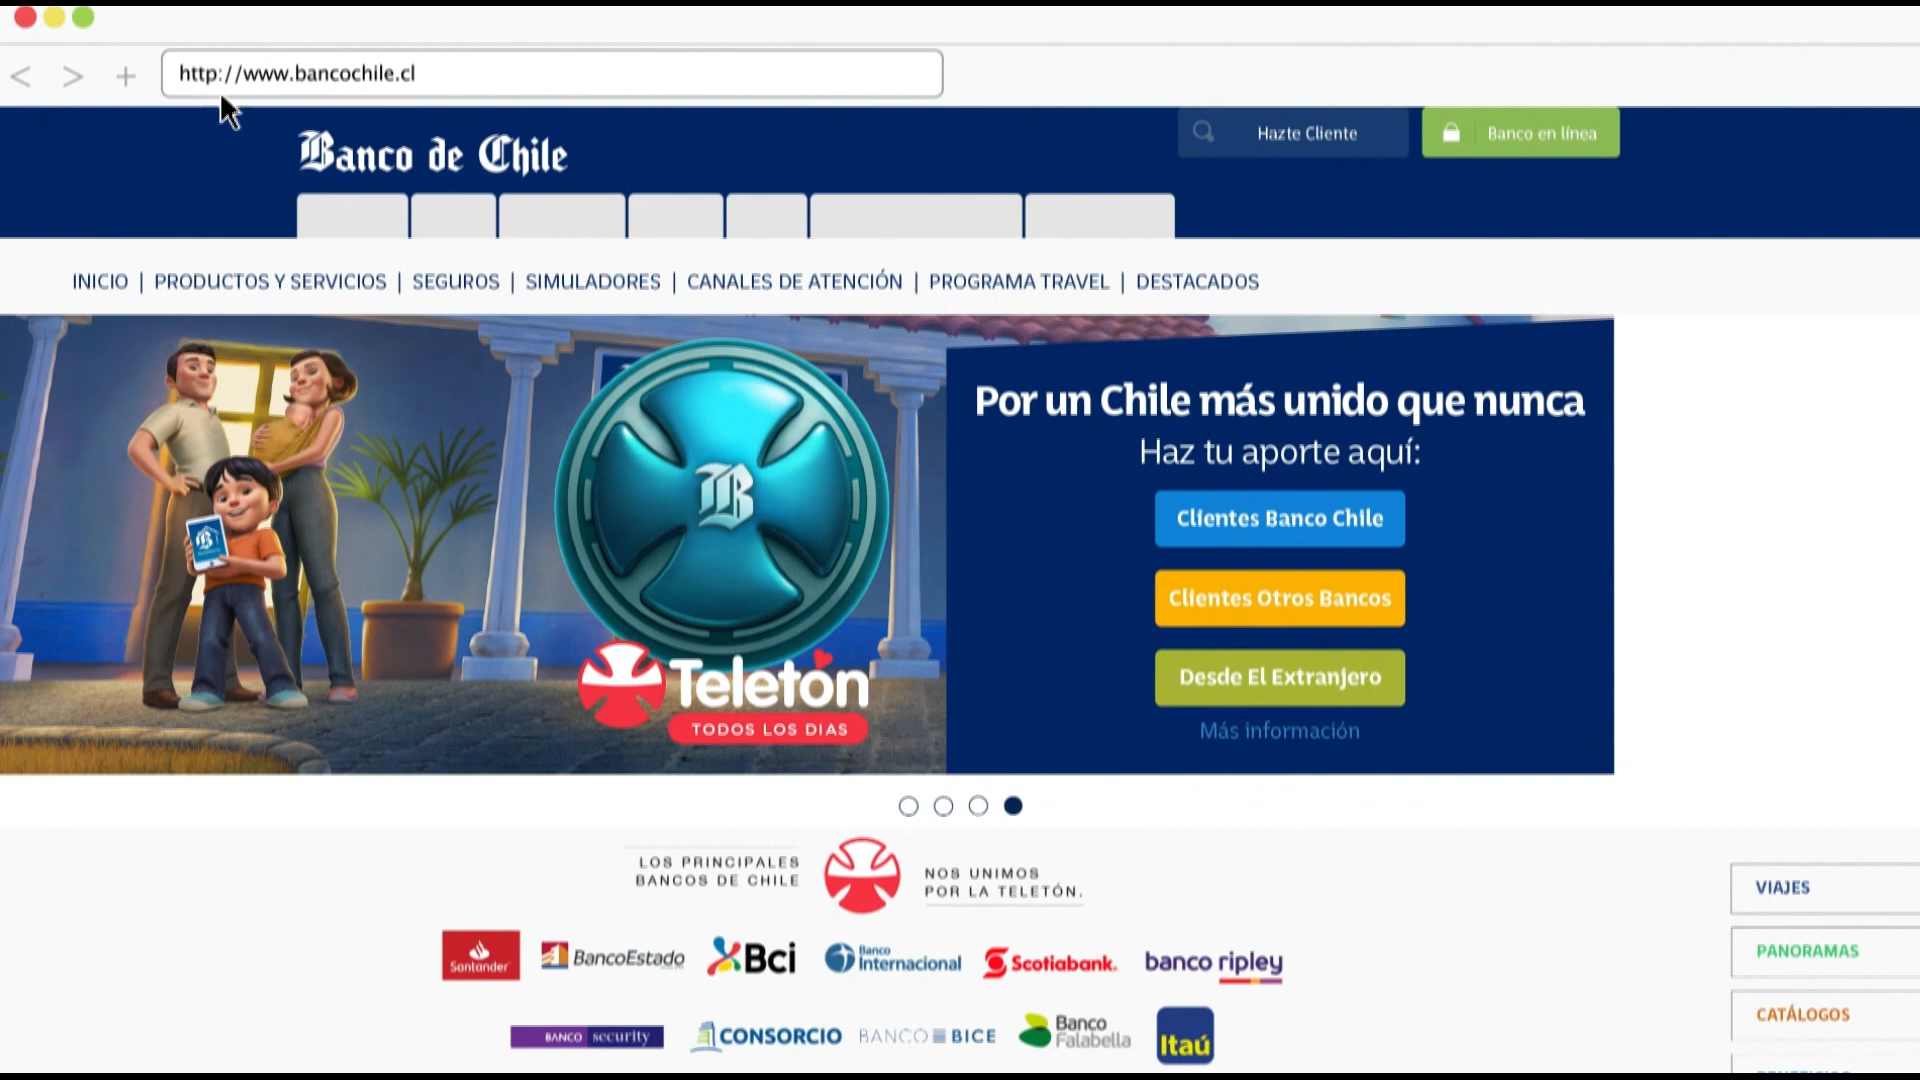 http://www.bancochile.cl
Banco de Chile
Hazte Cliente
Banco en línea
INICIO | PRODUCTOS Y SERVICIOS | SEGUROS | SIMULADORES | CANALES DE ATENCIÓN | PROGRAMA TRAVEL | DESTACADOS
Por un Chile más unido que nunca
Haz tu aporte aquí:
Clientes Banco Chile
Clientes Otros Bancos
Desde El Extranjero
Más información
B
B
Teletón
TODOS LOS DIAS
LOS PRINCIPALES
BANCOS DE CHILE
NOS UNIMOS
POR LA TELETÓN.
Santander
BancoEstado
Bci
Banco
Internacional
Scotiabank.
banco ripley
BANCO security
CONSORCIO
BANCO BICE
Banco
Falabella
Itaú
VIAJES
PANORAMAS
CATÁLOGOS